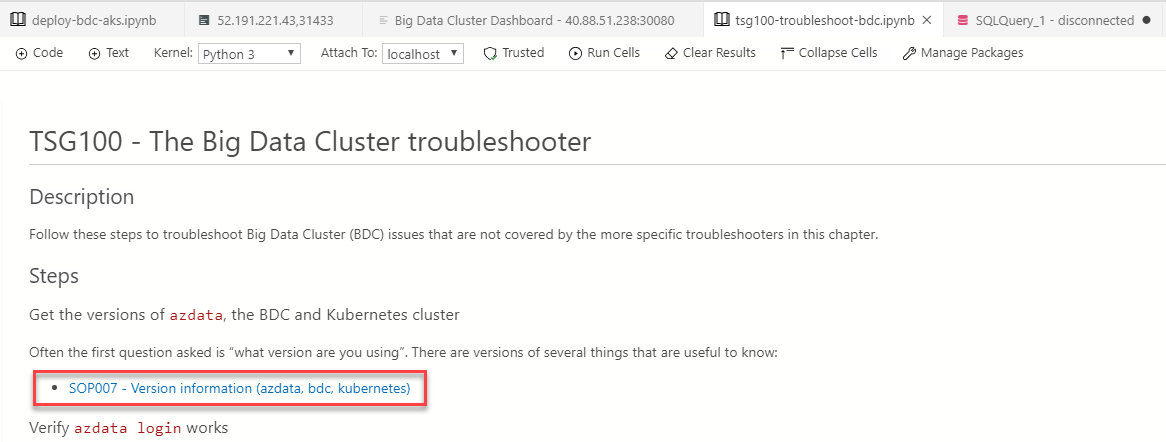 deploy-bdc-aks.ipynb 52.191.221.43,31433 Big Data Cluster Dashboard - 40.88.51.238:30080 tsg100-troubleshoot-bdc.ipynb SQLQuery_1 - disconnected
Code Text Kernel: Python 3 Attach To: localhost Trusted Run Cells Clear Results Collapse Cells Manage Packages
TSG100 - The Big Data Cluster troubleshooter
Description
Follow these steps to troubleshoot Big Data Cluster (BDC) issues that are not covered by the more specific troubleshooters in this chapter.
Steps
Get the versions of azdata, the BDC and Kubernetes cluster
Often the first question asked is “what version are you using”. There are versions of several things that are useful to know:
• SOP007 - Version information (azdata, bdc, kubernetes)
Verify azdata login works